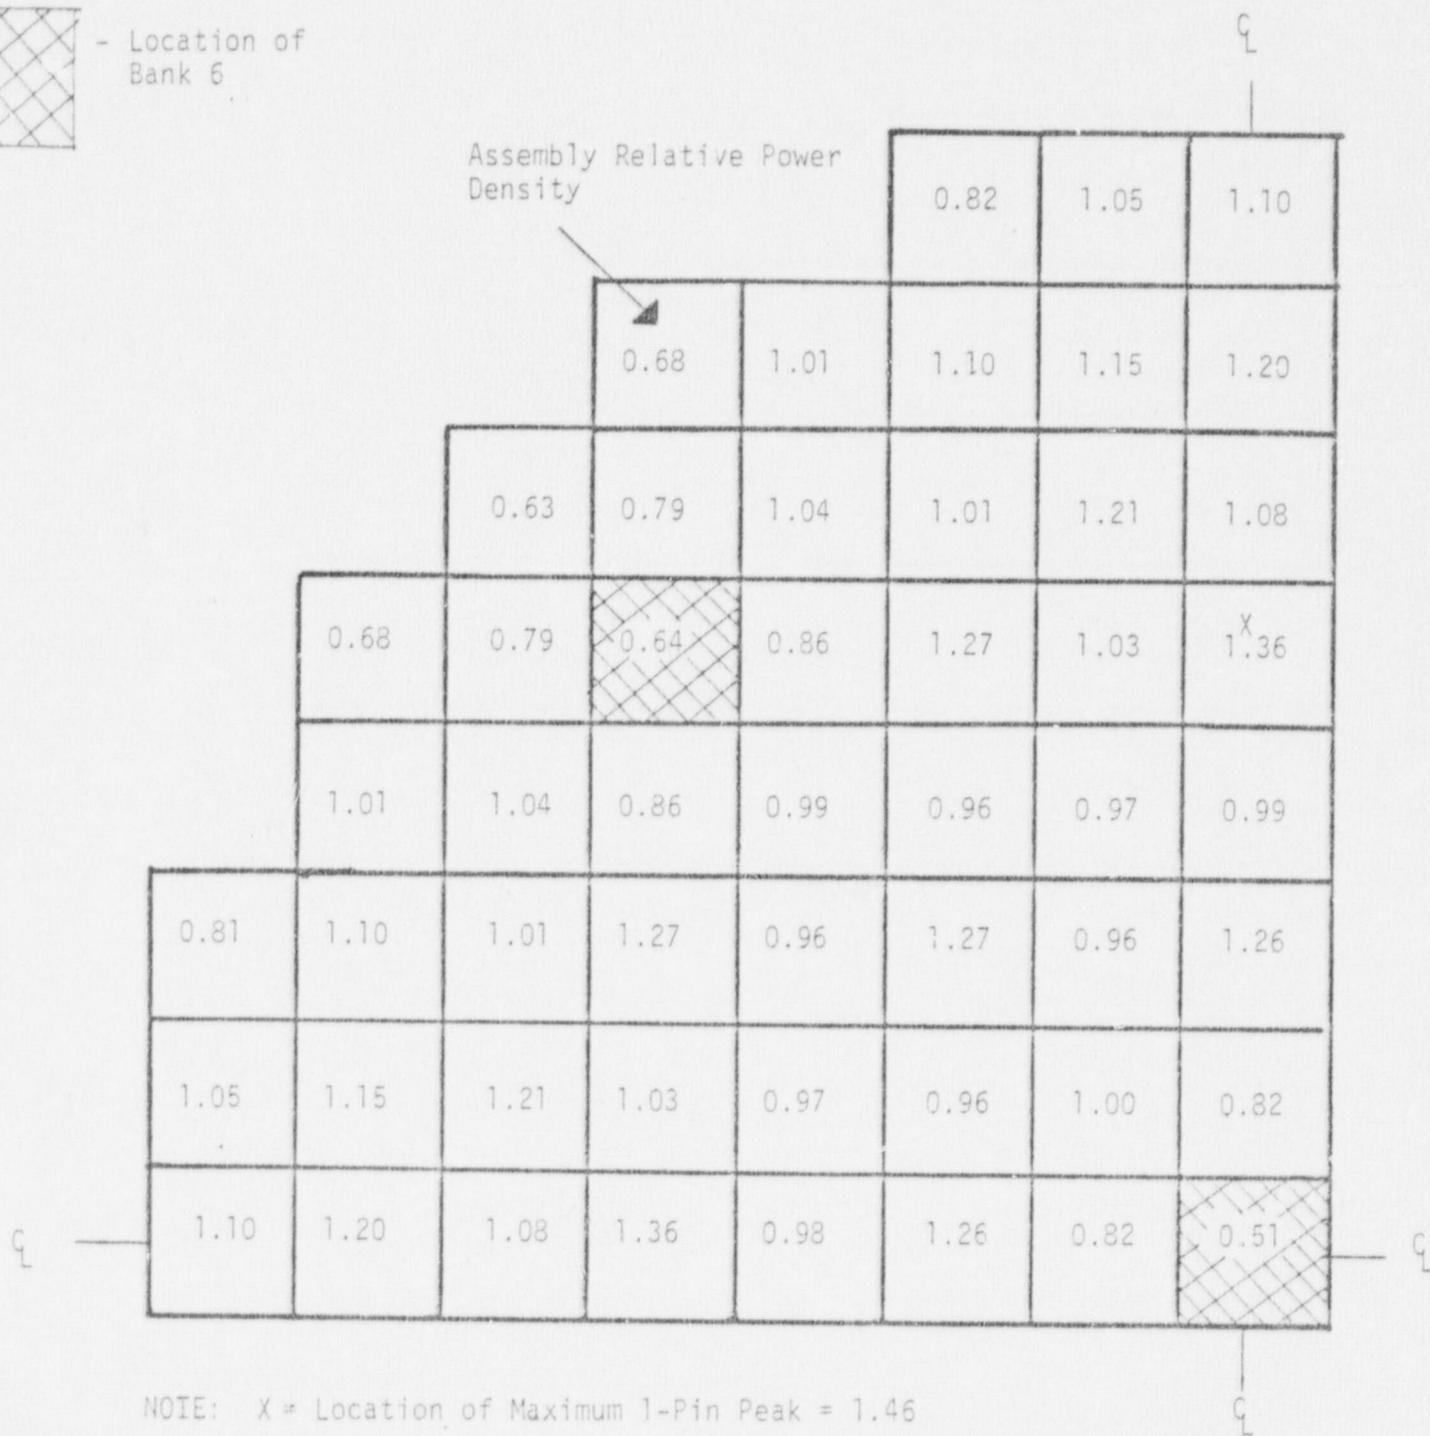 - Location of
Bank 6
℄
Assembly Relative Power
Density
0.82 1.05 1.10
0.68 1.01 1.10 1.15 1.20
0.63 0.79 1.04 1.01 1.21 1.08
X
0.68 0.79 0.64 0.86 1.27 1.03 1.36
1.01 1.04 0.86 0.99 0.96 0.97 0.99
0.81 1.10 1.01 1.27 0.96 1.27 0.96 1.26
1.05 1.15 1.21 1.03 0.97 0.96 1.00 0.82
℄ 1.10 1.20 1.08 1.36 0.98 1.26 0.82 0.51 ℄
℄
NOTE: X = Location of Maximum 1-Pin Peak = 1.46